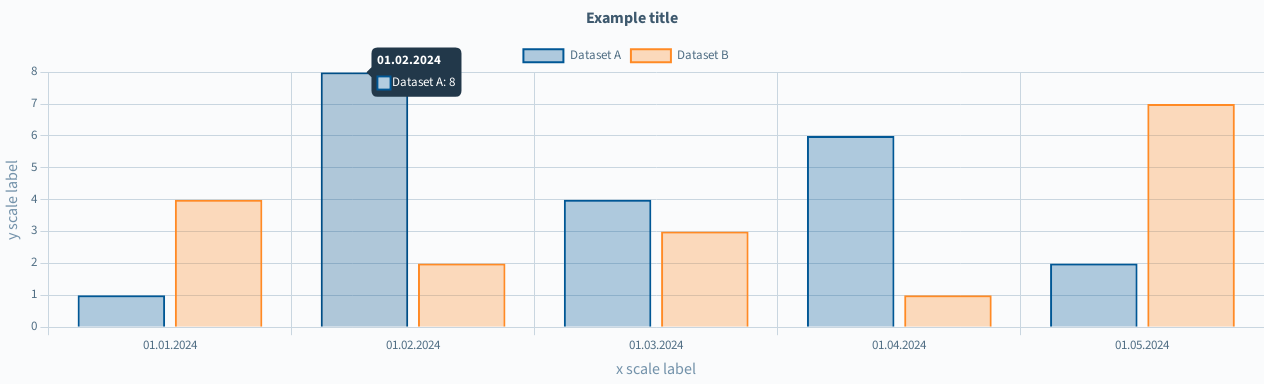 Example title
Dataset A
Dataset B
01.02.2024
Dataset A: 8
y scale label
8
7
6
5
4
3
2
1
0
01.01.2024
01.02.2024
01.03.2024
01.04.2024
01.05.2024
x scale label